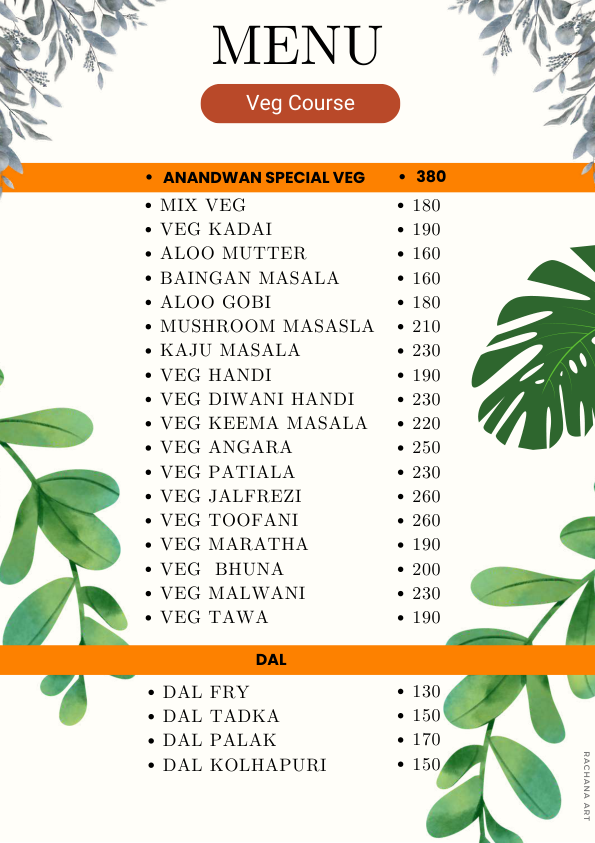 MENU
Veg Course
• ANANDWAN SPECIAL VEG • 380
• MIX VEG • 180
• VEG KADAI • 190
• ALOO MUTTER • 160
• BAINGAN MASALA • 160
• ALOO GOBI • 180
• MUSHROOM MASASLA • 210
• KAJU MASALA • 230
• VEG HANDI • 190
• VEG DIWANI HANDI • 230
• VEG KEEMA MASALA • 220
• VEG ANGARA • 250
• VEG PATIALA • 230
• VEG JALFREZI • 260
• VEG TOOFANI • 260
• VEG MARATHA • 190
• VEG BHUNA • 200
• VEG MALWANI • 230
• VEG TAWA • 190
DAL
• DAL FRY • 130
• DAL TADKA • 150
• DAL PALAK • 170
• DAL KOLHAPURI • 150
RACHANA ART